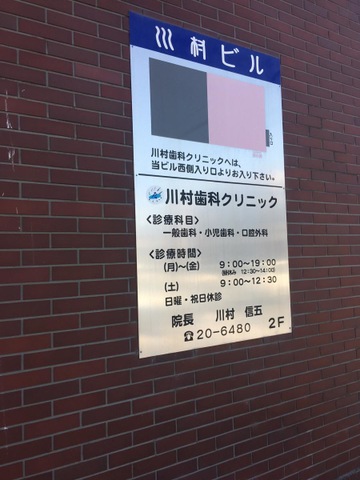 川村ビル
川村歯科クリニックへは、
当ビル西側入り口よりお入り下さい。
川村歯科クリニック
<診療科目>
一般歯科・小児歯科・口腔外科
<診療時間>
(月)～(金) 9:00～19:00
(昼休み 12:30～14:00)
(土) 9:00～12:30
日曜・祝日休診
院長 川村 信五
☎20-6480 2F